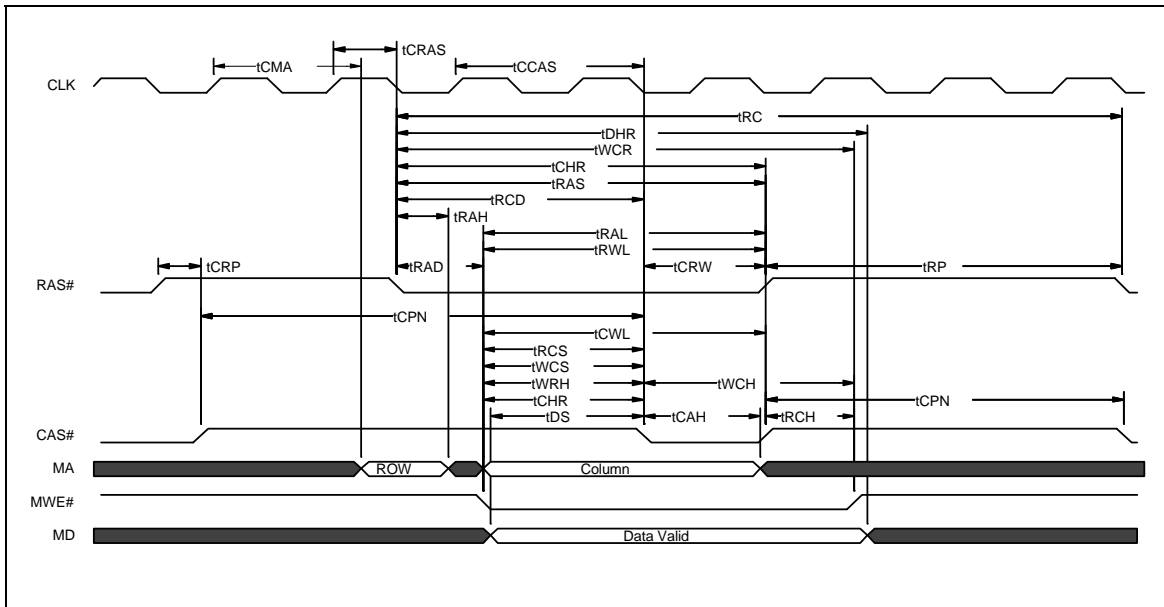 tCRAS
tCMA
tCCAS
CLK
tRC
tDHR
tWCR
tCHR
tRAS
tRCD
tRAH
tRAL
tRWL
tCRP
tRAD
tCRW
tRP
RAS#
tCPN
tCWL
tRCS
tWCS
tWRH
tWCH
tCHR
tCPN
tDS
tCAH
tRCH
CAS#
MA
ROW
Column
MWE#
MD
Data Valid